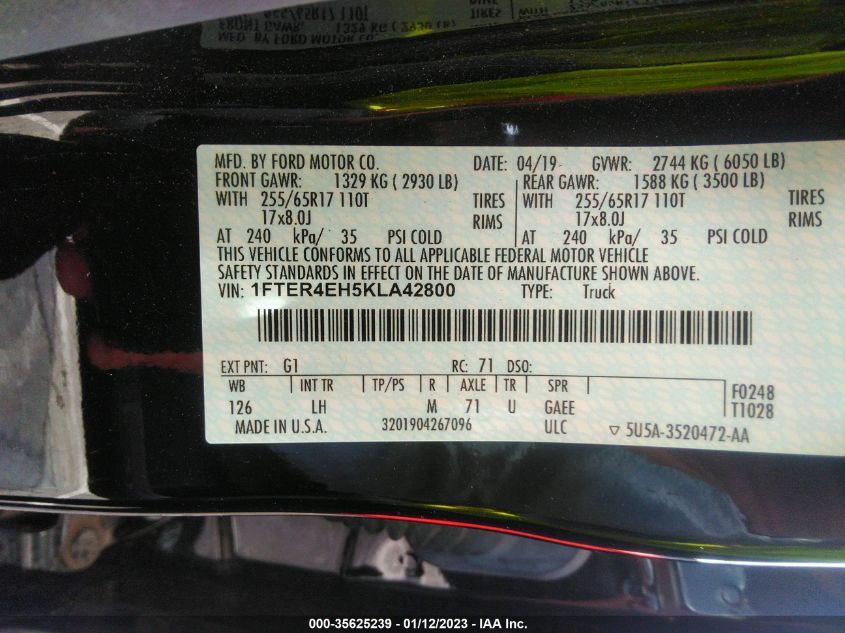 MFD. BY FORD MOTOR CO. DATE: 04/19 GVWR: 2744 KG ( 6050 LB)
FRONT GAWR: 1329 KG ( 2930 LB) REAR GAWR: 1588 KG ( 3500 LB)
WITH 255/65R17 110T TIRES WITH 255/65R17 110T TIRES
17x8.0J RIMS 17x8.0J RIMS
AT 240 kPa/ 35 PSI COLD AT 240 kPa/ 35 PSI COLD
THIS VEHICLE CONFORMS TO ALL APPLICABLE FEDERAL MOTOR VEHICLE
SAFETY STANDARDS IN EFFECT ON THE DATE OF MANUFACTURE SHOWN ABOVE.
VIN: 1FTER4EH5KLA42800 TYPE: Truck
EXT PNT: G1 RC: 71 DSO:
WB INT TR TP/PS R AXLE TR SPR F0248
126 LH M 71 U GAEE T1028
MADE IN U.S.A. 3201904267096 ULC ▽ 5U5A-3520472-AA
000-35625239 - 01/12/2023 - IAA Inc.